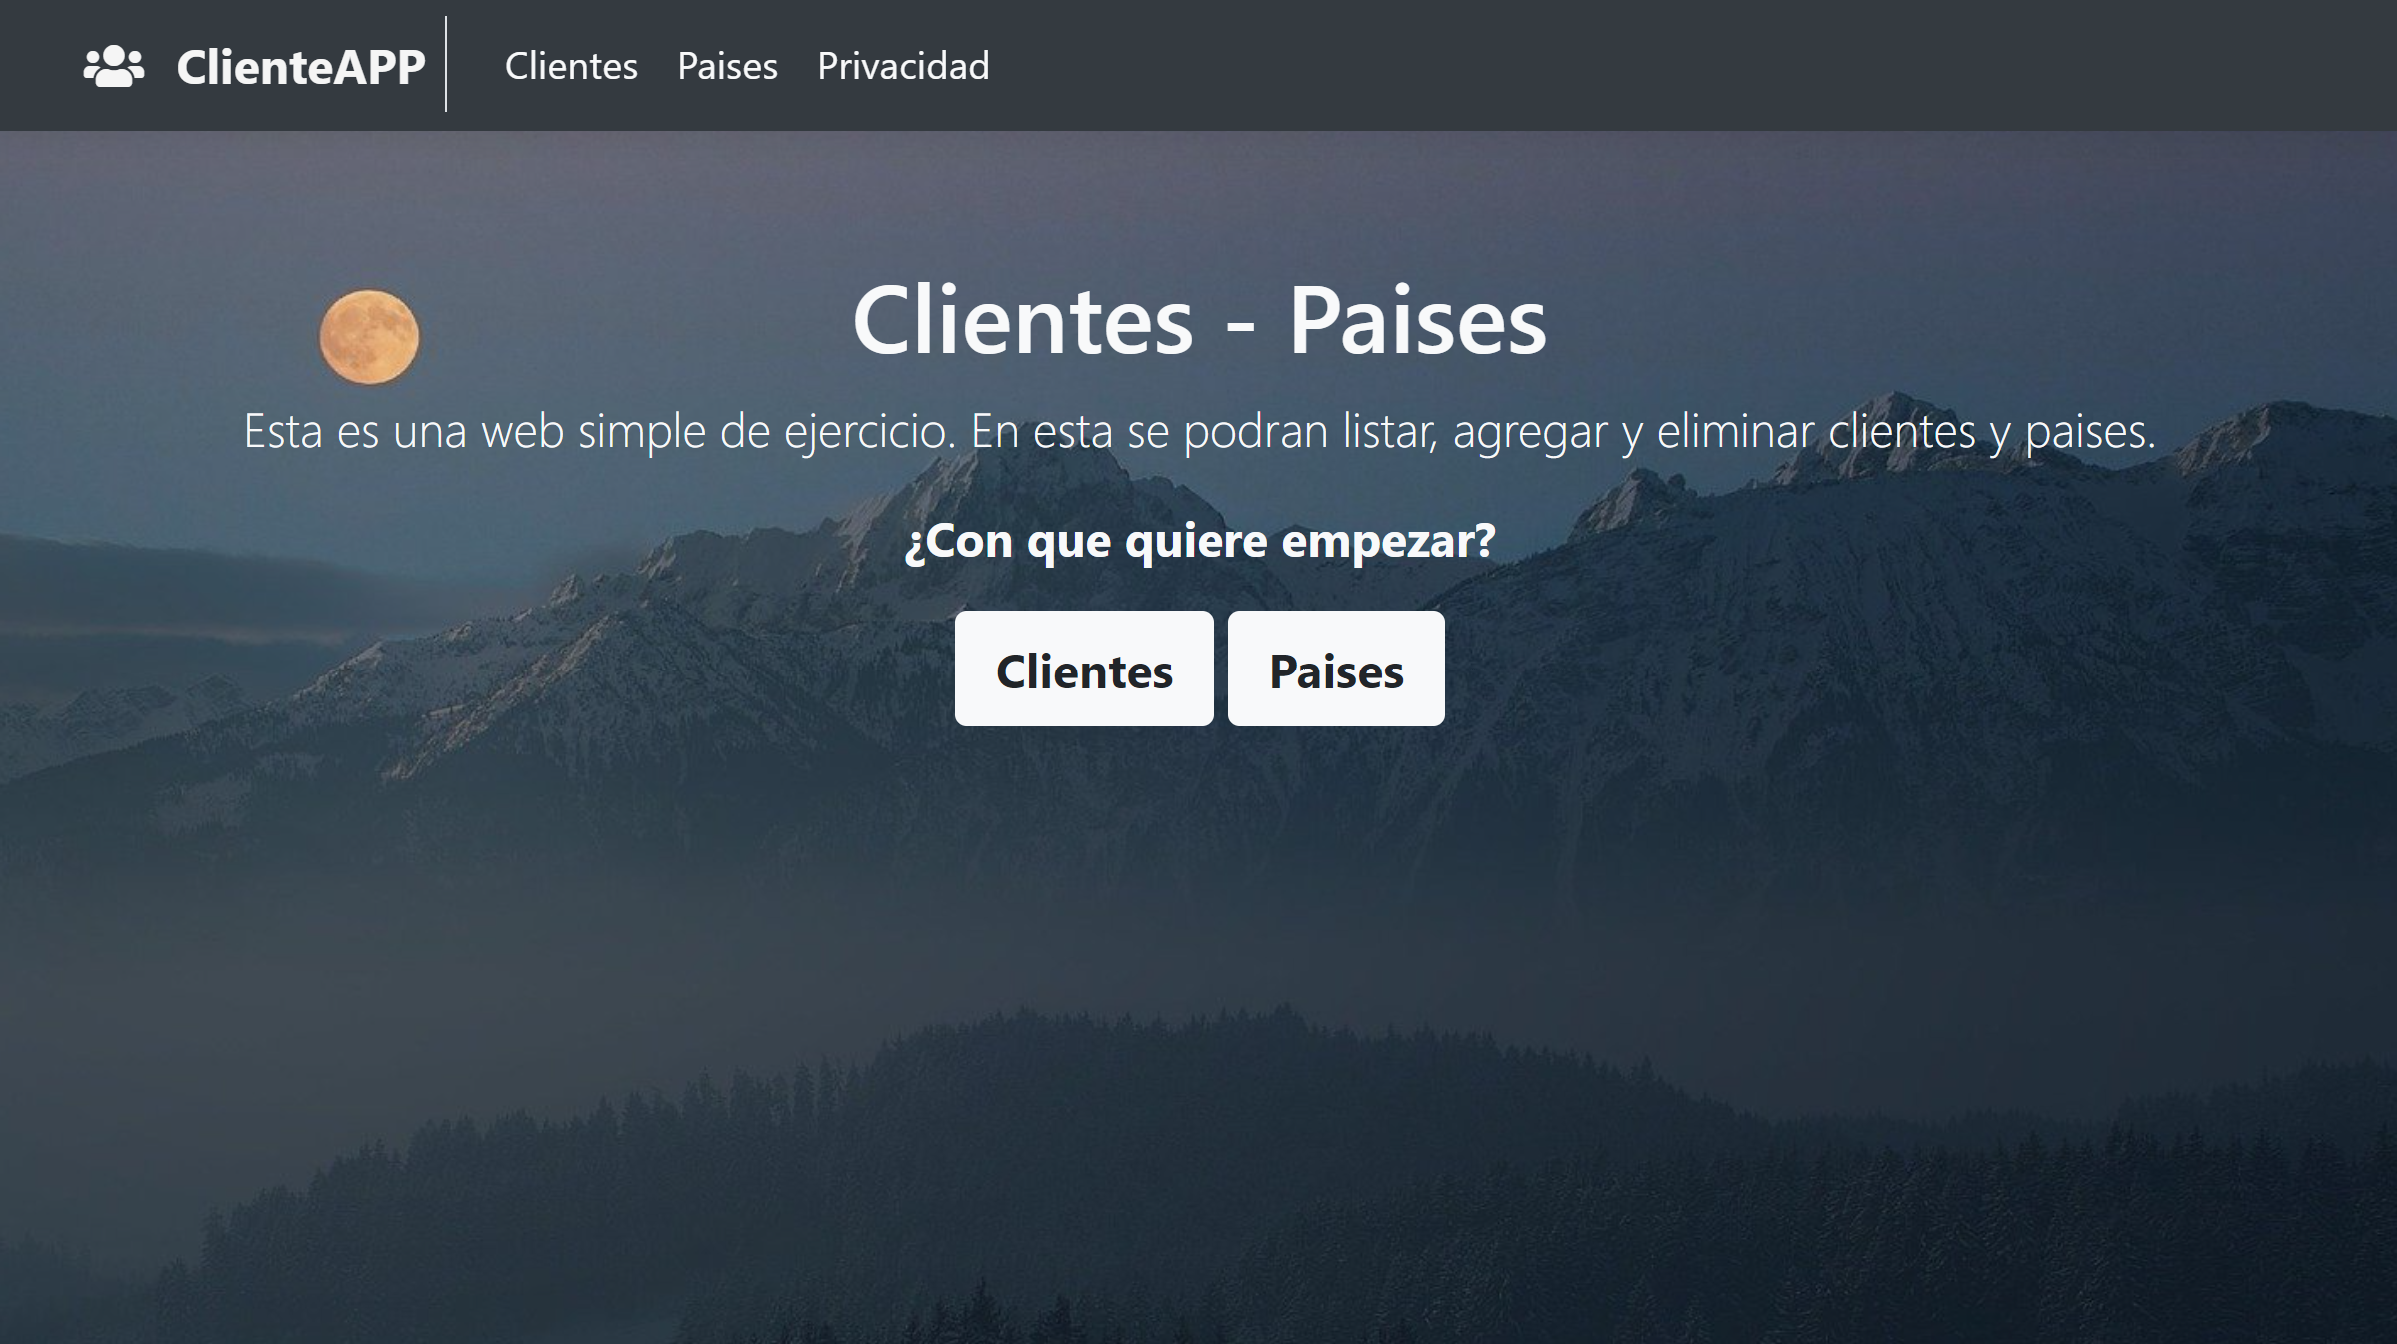 ClienteAPP Clientes Paises Privacidad
Clientes - Paises
Esta es una web simple de ejercicio. En esta se podran listar, agregar y eliminar clientes y paises.
¿Con que quiere empezar?
Clientes Paises